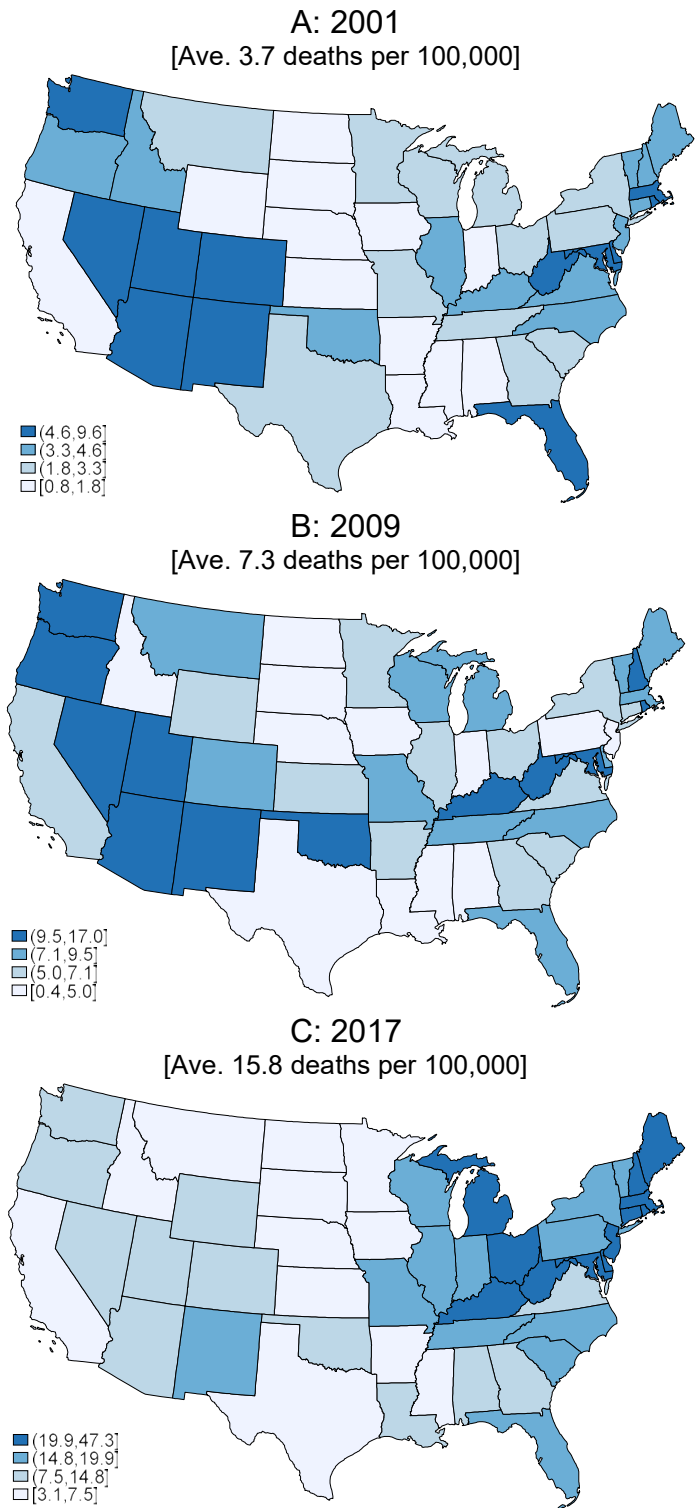 A: 2001
[Ave. 3.7 deaths per 100,000]
(4.6,9.6]
(3.3,4.6]
(1.8,3.3]
[0.8,1.8]
B: 2009
[Ave. 7.3 deaths per 100,000]
(9.5,17.0]
(7.1,9.5]
(5.0,7.1]
[0.4,5.0]
C: 2017
[Ave. 15.8 deaths per 100,000]
(19.9,47.3]
(14.8,19.9]
(7.5,14.8]
[3.1,7.5]